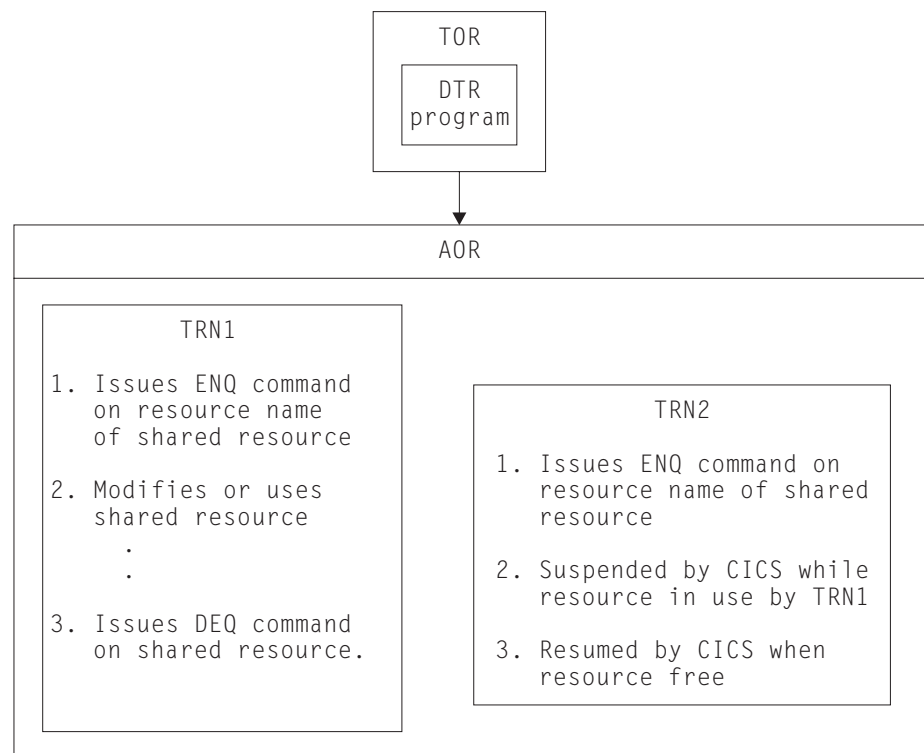 TOR
DTR
program
AOR
TRN1
1. Issues ENQ command
on resource name
of shared resource
2. Modifies or uses
shared resource
.
.
3. Issues DEQ command
on shared resource.
TRN2
1. Issues ENQ command on
resource name of shared
resource
2. Suspended by CICS while
resource in use by TRN1
3. Resumed by CICS when
resource free